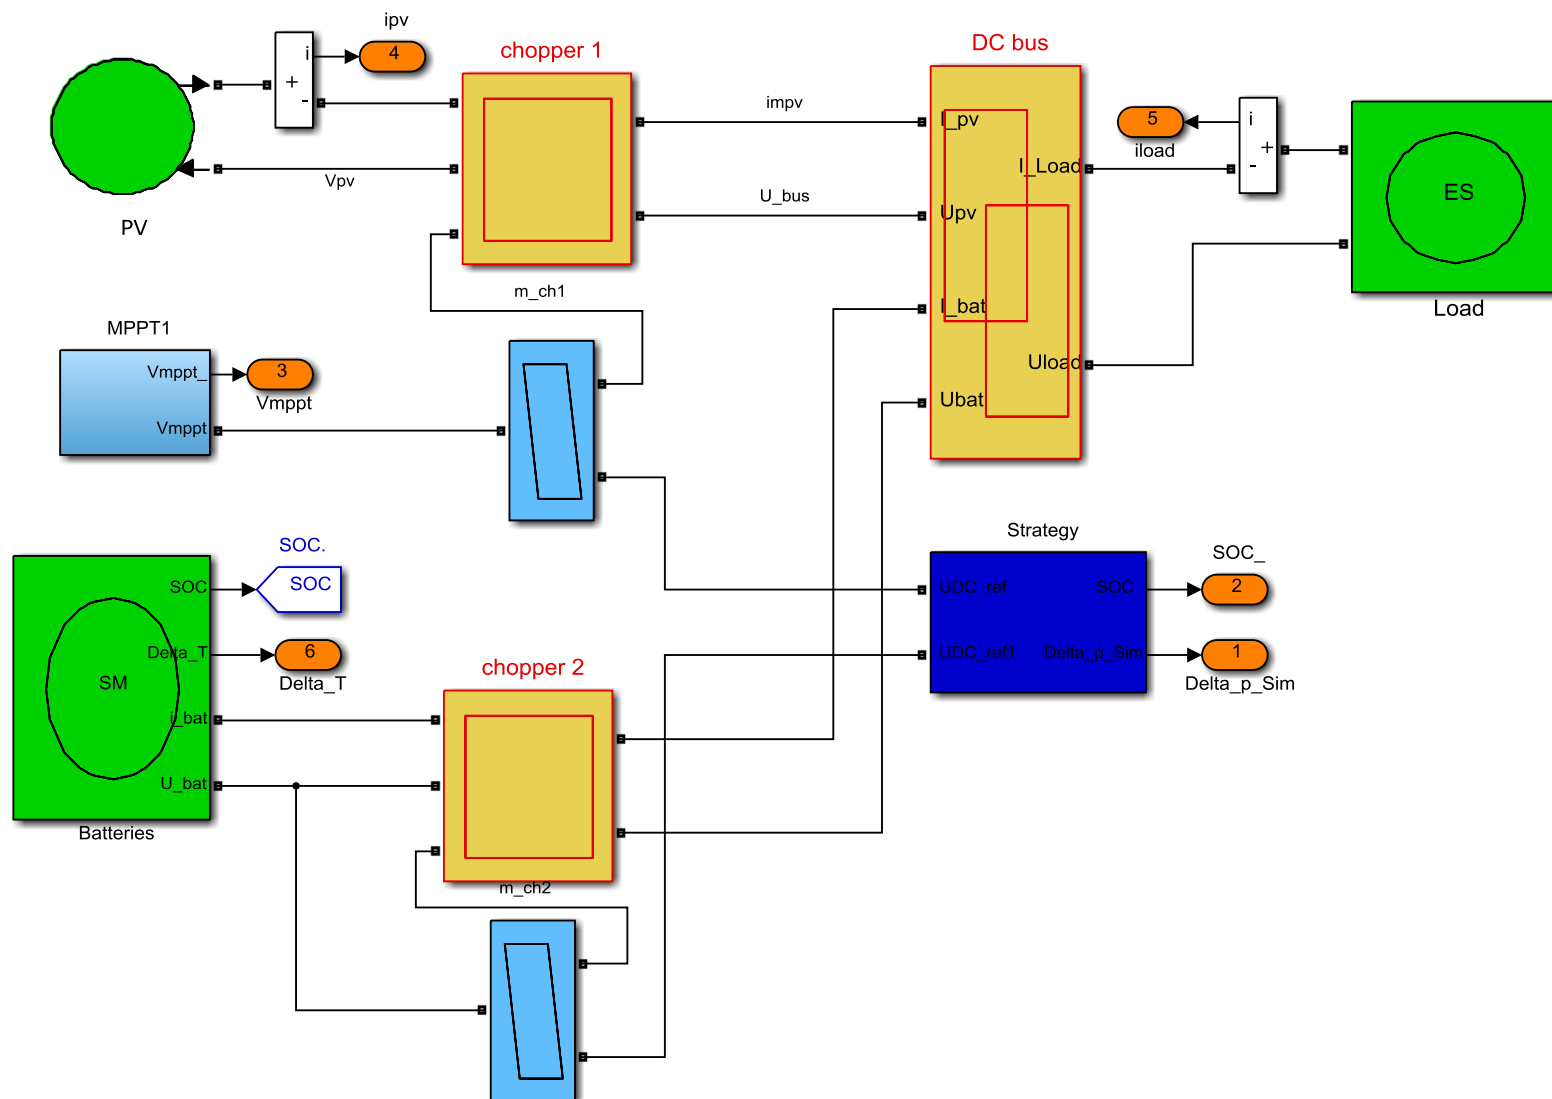 ipv
4
i
+
-
chopper 1
DC bus
impv
I_pv
5
iload
i
+
-
I_Load
ES
Vpv
U_bus
Upv
PV
m_ch1
I_bat
Load
MPPT1
Vmppt_
3
Vmppt
Vmppt
Uload
Ubat
Strategy
SOC.
SOC
SOC
UDC_ref
SOC_
SOC_
2
Delta_T
6
Delta_T
SM
UDC_ref1
Delta_p_Sim
1
Delta_p_Sim
chopper 2
i_bat
U_bat
Batteries
m_ch2